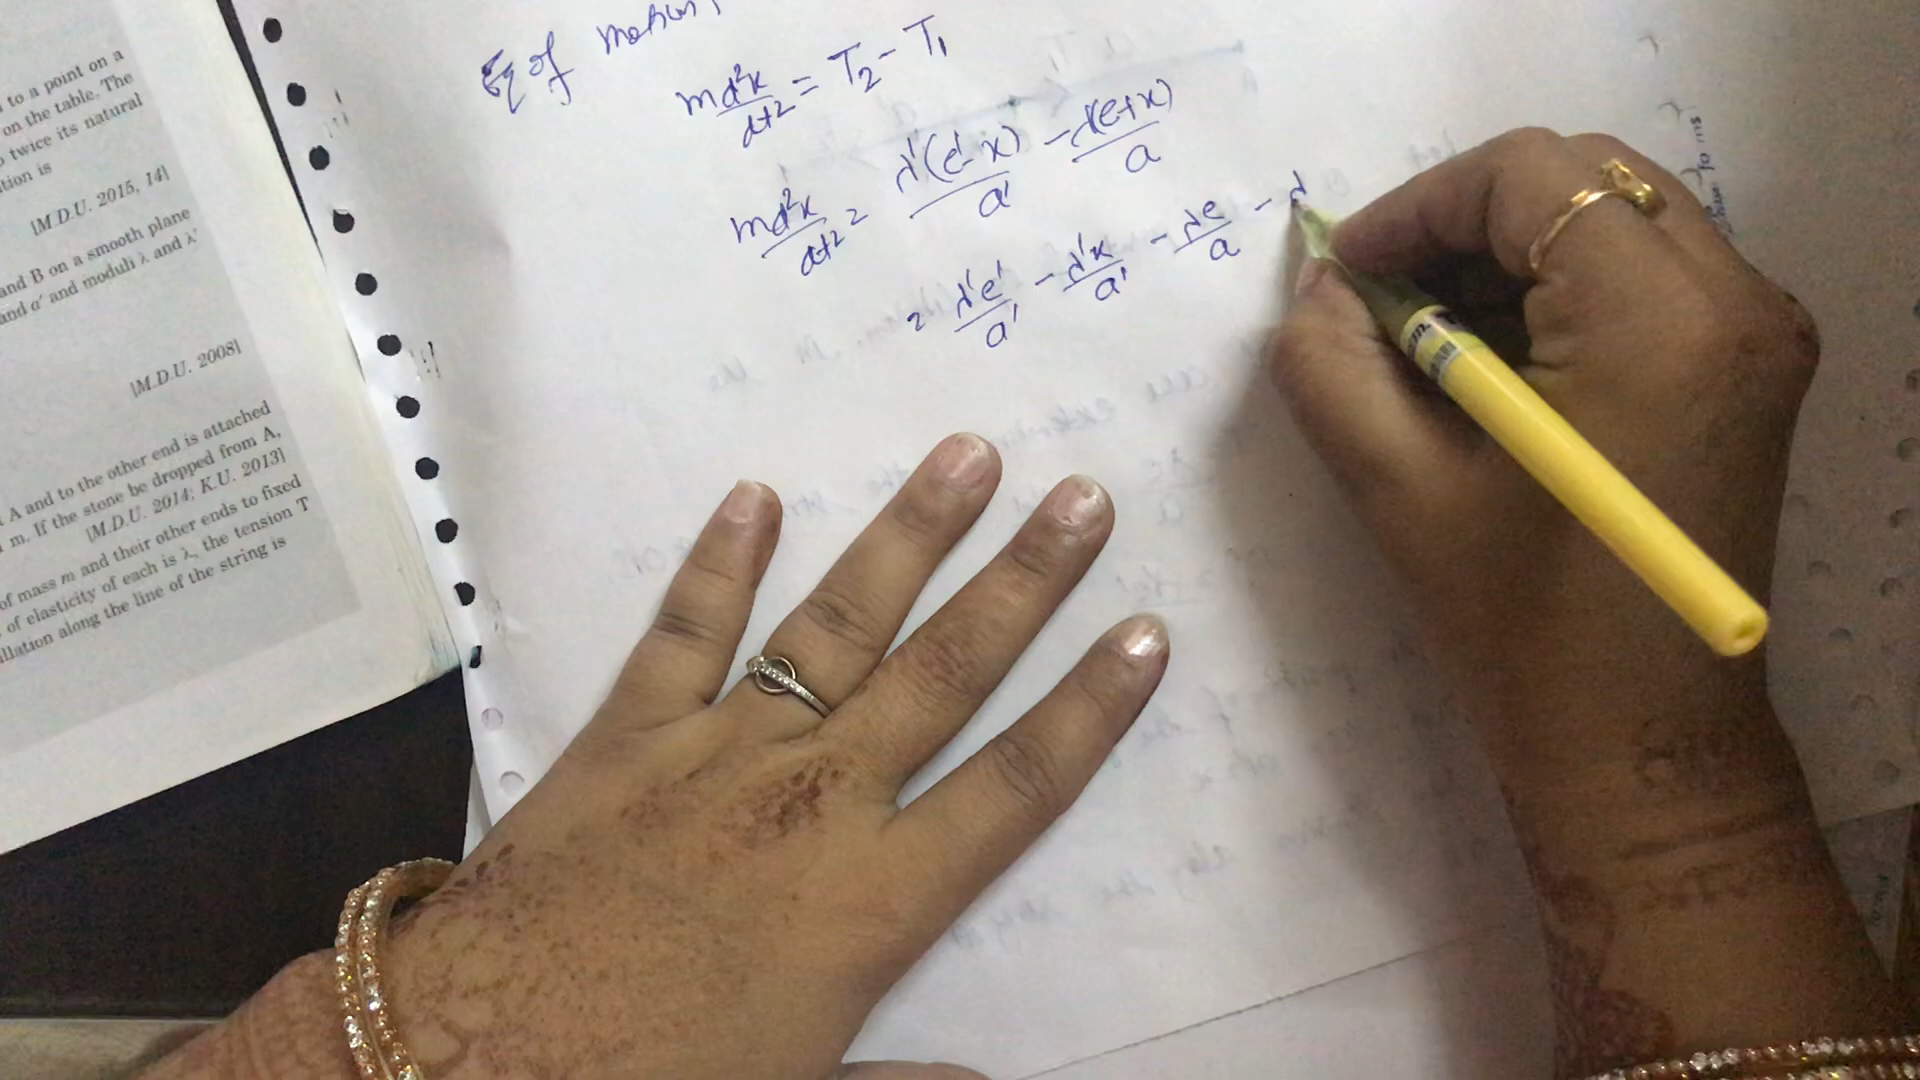 to a point on a
on the table. The
twice its natural
tion is
[M.D.U. 2015, 14]
and B on a smooth plane
and a' and moduli λ and λ'
[M.D.U. 2008]
A and to the other end is attached
m. If the stone be dropped from A,
[M.D.U. 2014; K.U. 2013]
of mass m and their other ends to fixed
of elasticity of each is λ, the tension T
illation along the line of the string is
Eq of motion,
md²x/dt² = T₂ - T₁
md²x/dt² = λ'(e'-x)/a' - λ(e+x)/a
= λ'e'/a' - λ'x/a' - λe/a - λ